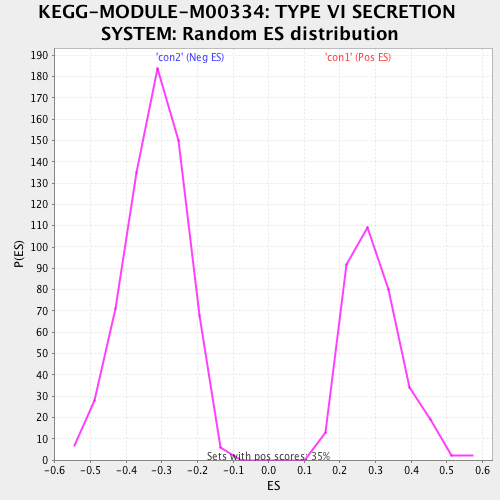 KEGG-MODULE-M00334: TYPE VI SECRETION
SYSTEM: Random ES distribution
'con2' (Neg ES)
'con1' (Pos ES)
190
180
170
160
150
140
130
120
110
100
90
80
70
60
50
40
30
20
10
0
P(ES)
Sets with pos scores: 35%
-0.6 -0.5 -0.4 -0.3 -0.2 -0.1 0.0 0.1 0.2 0.3 0.4 0.5 0.6
ES